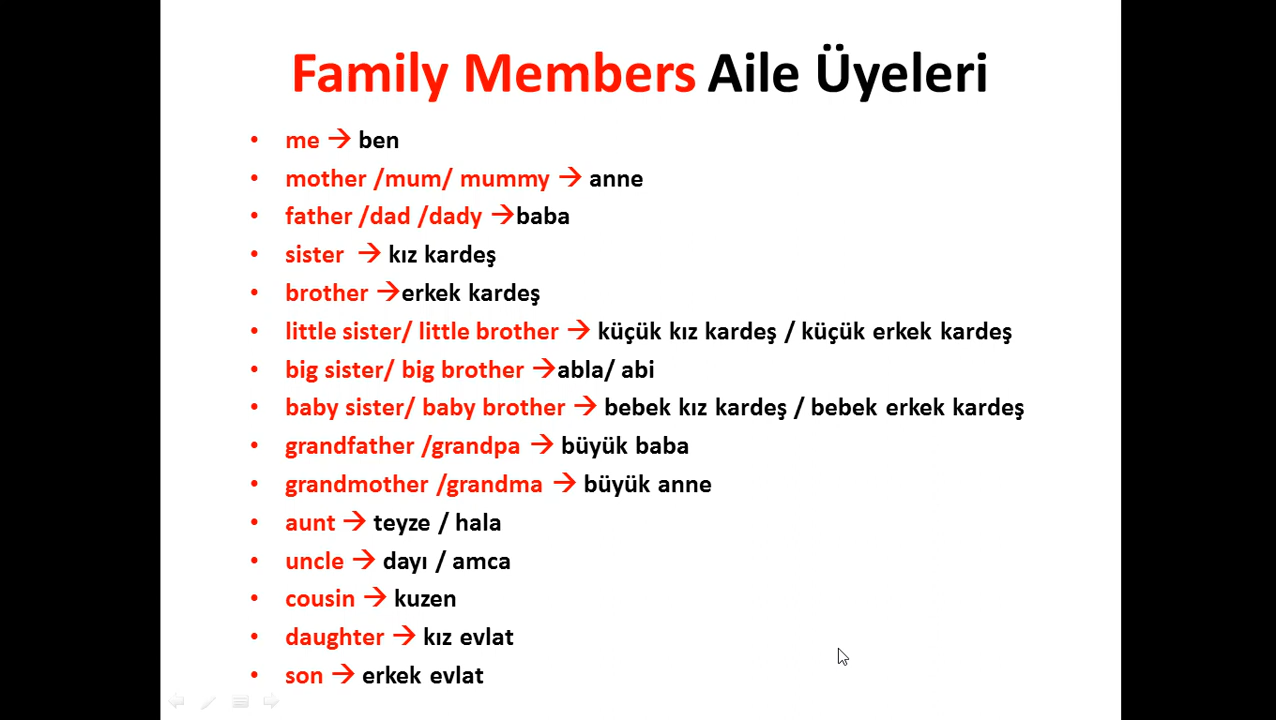 Family Members Aile Üyeleri
• me → ben
• mother /mum/ mummy → anne
• father /dad /dady →baba
• sister → kız kardeş
• brother →erkek kardeş
• little sister/ little brother → küçük kız kardeş / küçük erkek kardeş
• big sister/ big brother →abla/ abi
• baby sister/ baby brother → bebek kız kardeş / bebek erkek kardeş
• grandfather /grandpa → büyük baba
• grandmother /grandma → büyük anne
• aunt → teyze / hala
• uncle → dayı / amca
• cousin → kuzen
• daughter → kız evlat
• son → erkek evlat